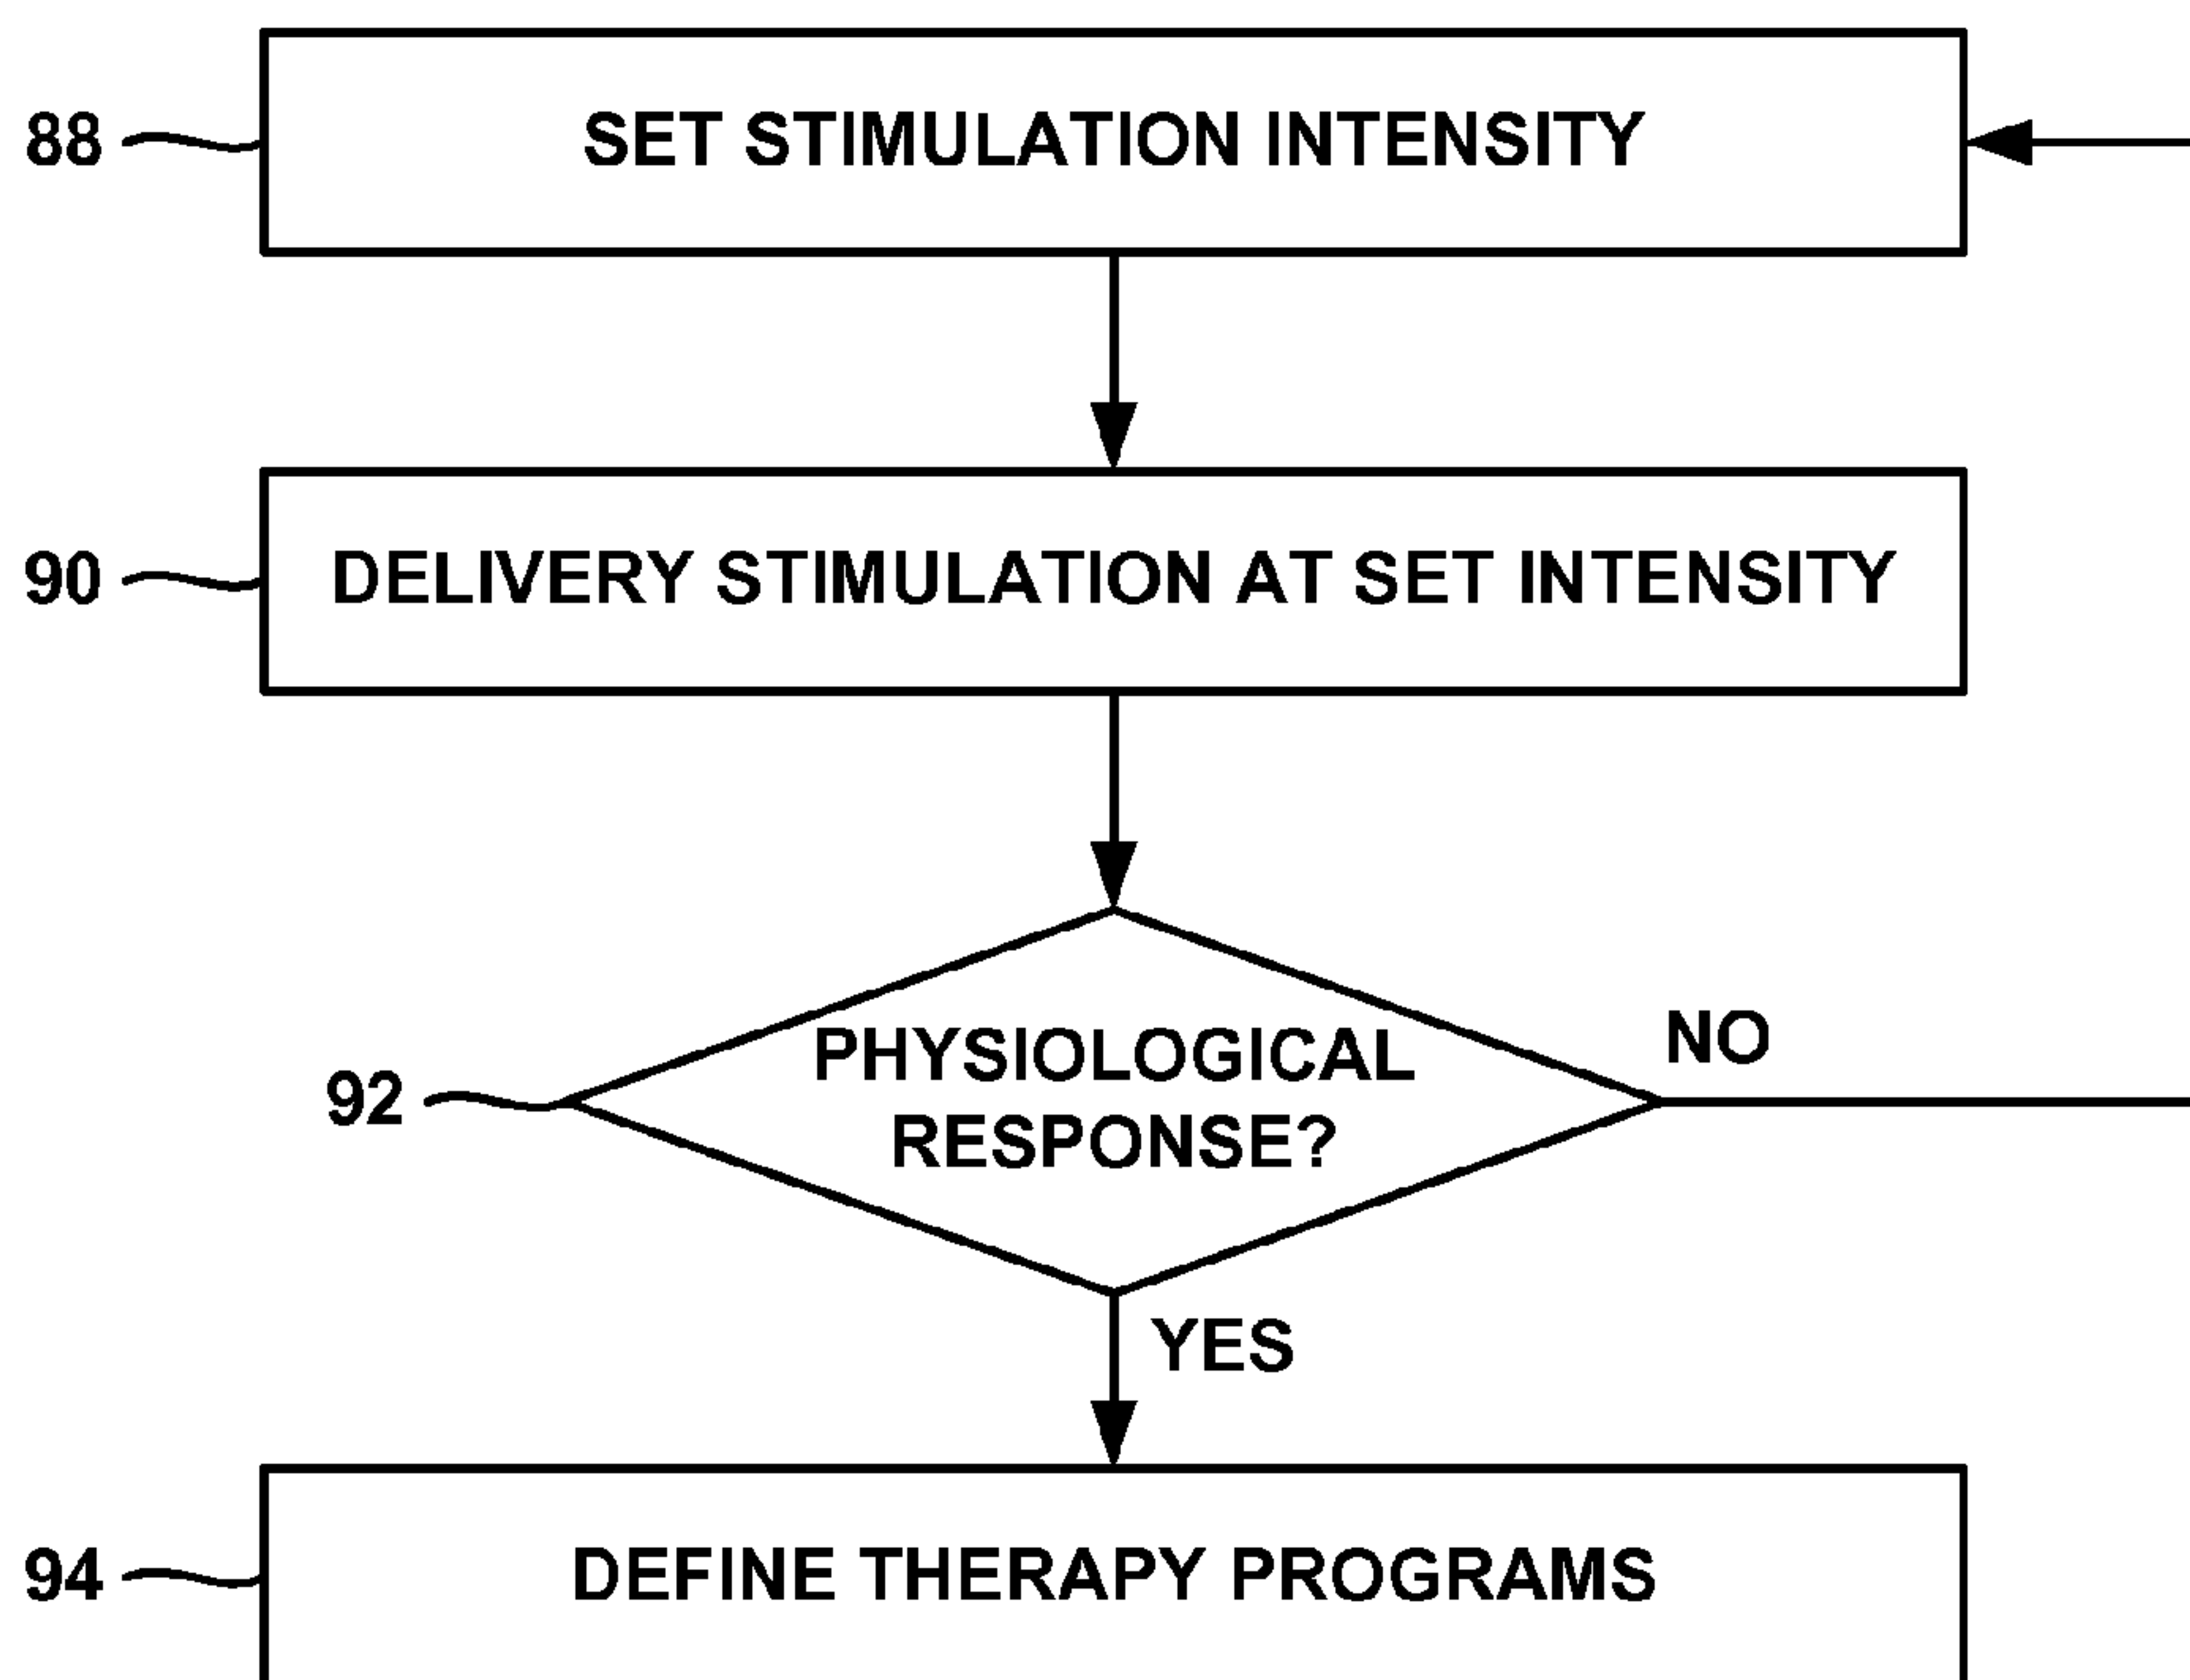 88
SET STIMULATION INTENSITY
90
DELIVERY STIMULATION AT SET INTENSITY
92
PHYSIOLOGICAL
RESPONSE?
NO
YES
94
DEFINE THERAPY PROGRAMS